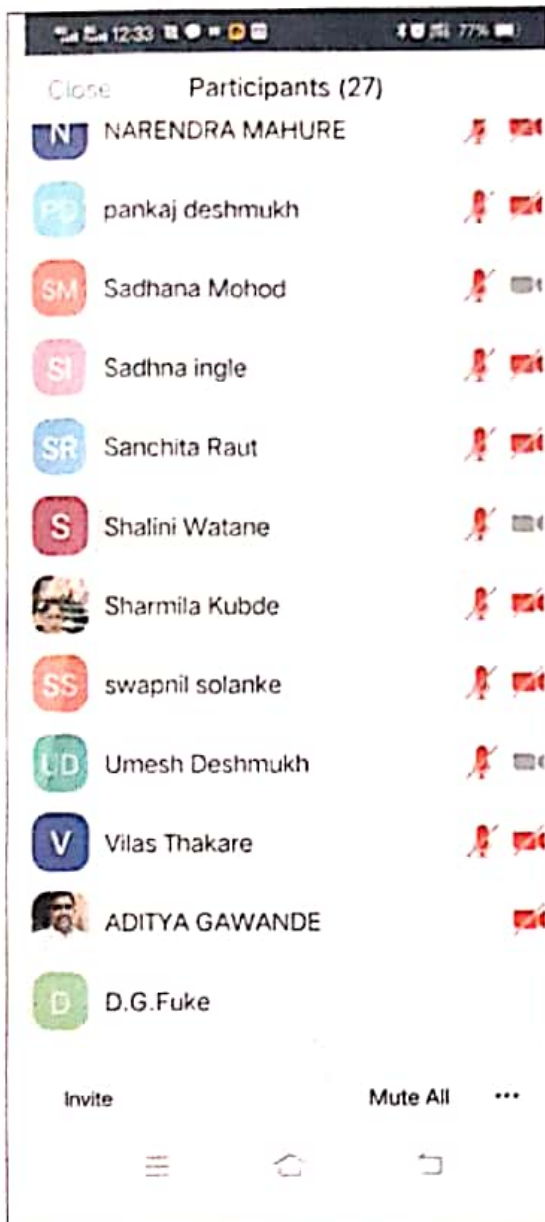 12:33 77%
Close Participants (27)
N NARENDRA MAHURE
PD pankaj deshmukh
SM Sadhana Mohod
SI Sadhna ingle
SR Sanchita Raut
S Shalini Watane
Sharmila Kubde
SS swapnil solanke
UD Umesh Deshmukh
V Vilas Thakare
ADITYA GAWANDE
D D.G.Fuke
Invite Mute All